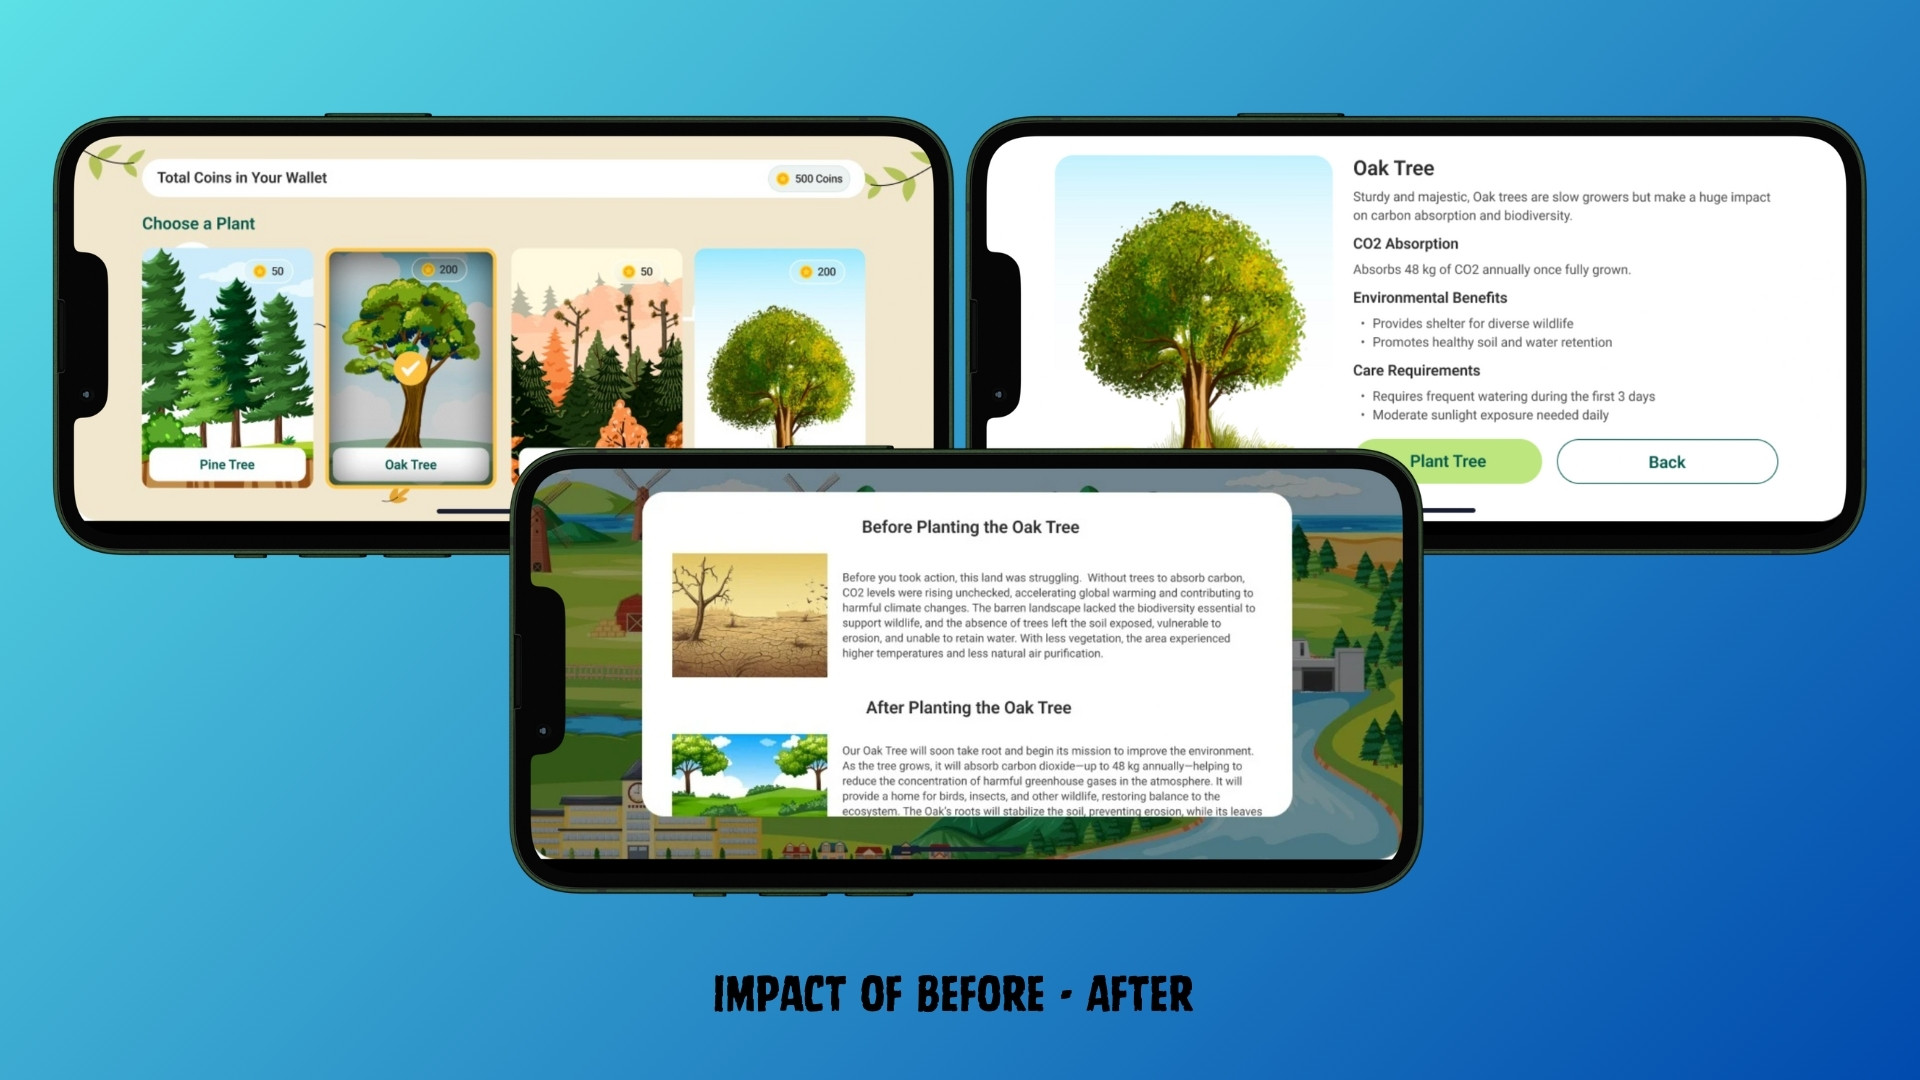 Total Coins in Your Wallet
500 Coins
Choose a Plant
50
200
50
200
Pine Tree
Oak Tree
Oak Tree
Sturdy and majestic, Oak trees are slow growers but make a huge impact
on carbon absorption and biodiversity.
CO2 Absorption
Absorbs 48 kg of CO2 annually once fully grown.
Environmental Benefits
• Provides shelter for diverse wildlife
• Promotes healthy soil and water retention
Care Requirements
• Requires frequent watering during the first 3 days
• Moderate sunlight exposure needed daily
Plant Tree
Back
Before Planting the Oak Tree
Before you took action, this land was struggling. Without trees to absorb carbon,
CO2 levels were rising unchecked, accelerating global warming and contributing to
harmful climate changes. The barren landscape lacked the biodiversity essential to
support wildlife, and the absence of trees left the soil exposed, vulnerable to
erosion, and unable to retain water. With less vegetation, the area experienced
higher temperatures and less natural air purification.
After Planting the Oak Tree
Our Oak Tree will soon take root and begin its mission to improve the environment.
As the tree grows, it will absorb carbon dioxide—up to 48 kg annually—helping to
reduce the concentration of harmful greenhouse gases in the atmosphere. It will
provide a home for birds, insects, and other wildlife, restoring balance to the
ecosystem. The Oak's roots will stabilize the soil, preventing erosion, while its leaves
IMPACT OF BEFORE - AFTER